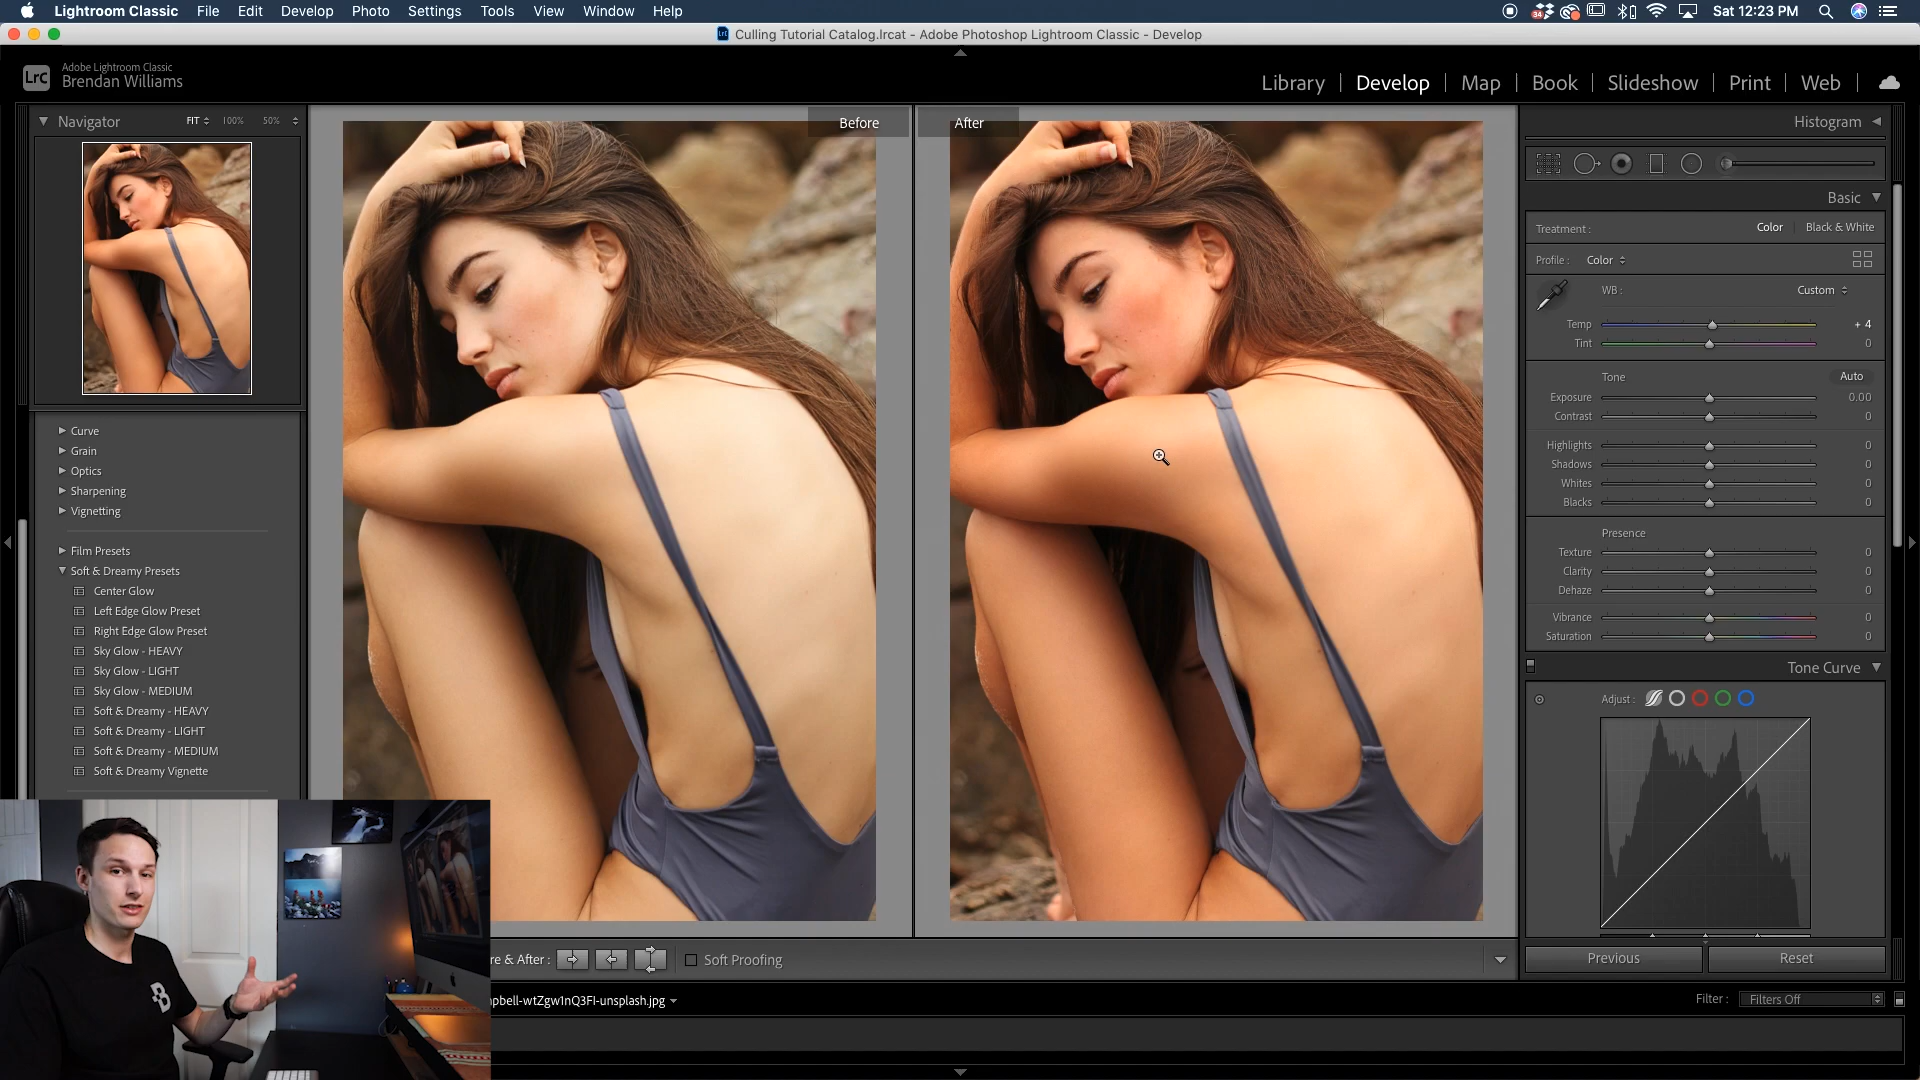 Lightroom Classic File Edit Develop Photo Settings Tools View Window Help
34 Sat 12:23 PM
LrC Culling Tutorial Catalog.lrcat - Adobe Photoshop Lightroom Classic - Develop
LrC
Adobe Lightroom Classic
Brendan Williams
Library | Develop | Map | Book | Slideshow | Print | Web |
Navigator FIT 100% 50%
Before
After
Curve
Grain
Optics
Sharpening
Vignetting
Film Presets
Soft & Dreamy Presets
Center Glow
Left Edge Glow Preset
Right Edge Glow Preset
Sky Glow - HEAVY
Sky Glow - LIGHT
Sky Glow - MEDIUM
Soft & Dreamy - HEAVY
Soft & Dreamy - LIGHT
Soft & Dreamy - MEDIUM
Soft & Dreamy Vignette
re & After :
Soft Proofing
pbell-wtZgw1nQ3FI-unsplash.jpg
Histogram
Basic
Treatment : Color | Black & White
Profile : Color
WB : Custom
Temp + 4
Tint 0
Tone Auto
Exposure 0.00
Contrast 0
Highlights 0
Shadows 0
Whites 0
Blacks 0
Presence
Texture 0
Clarity 0
Dehaze 0
Vibrance 0
Saturation 0
Tone Curve
Adjust :
Previous Reset
Filter : Filters Off